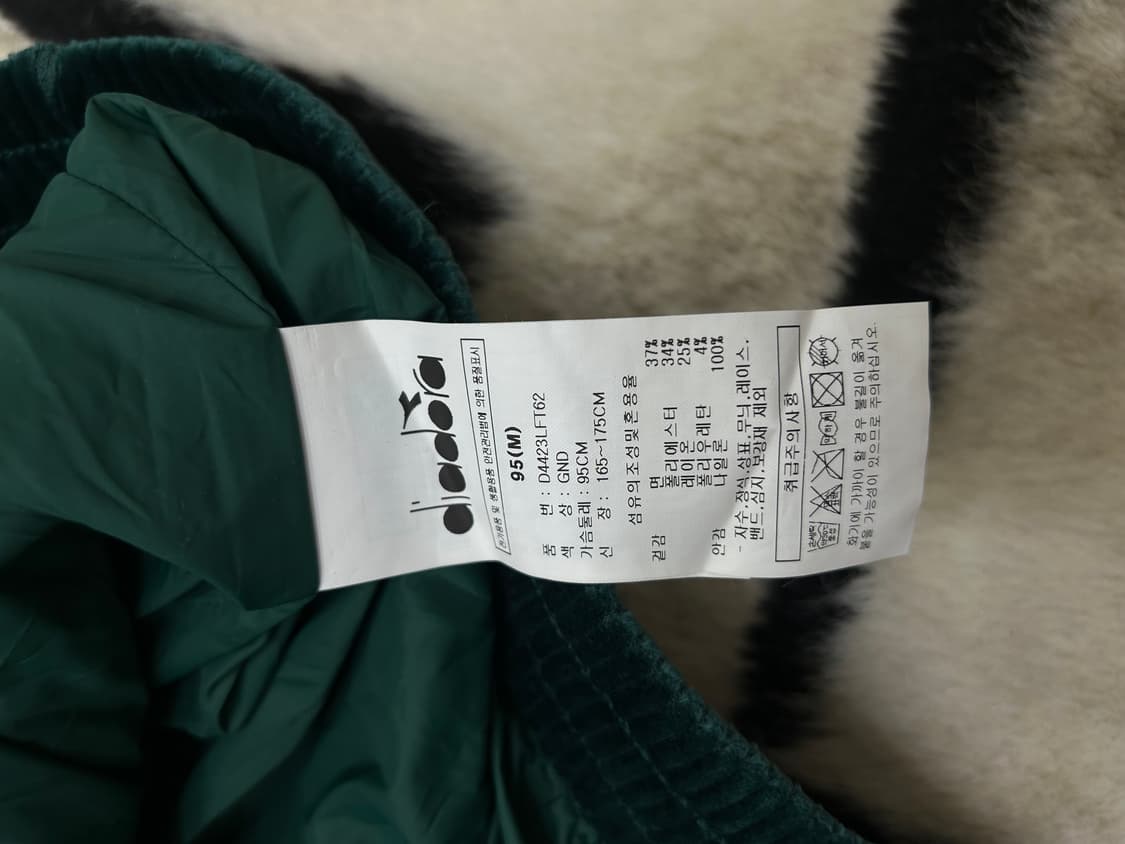 diadora
전기용품 및 생활용품 안전관리법에 의한 품질표시
95(M)
품 번 : D4423LFT62
색 상 : GND
가슴둘레 : 95CM
신 장 : 165~175CM
섬유의조성및혼용율
겉감 면 37%
폴리에스터 34%
레이온 25%
폴리우레탄 4%
안감 나일론 100%
- 자수,장식,상표,무늬,레이스,
밴드,심지,보강재 제외
취급주의사항
화기에 가까이 할 경우 불길이 옮겨
붙을 가능성이 있으므로 주의하십시오.